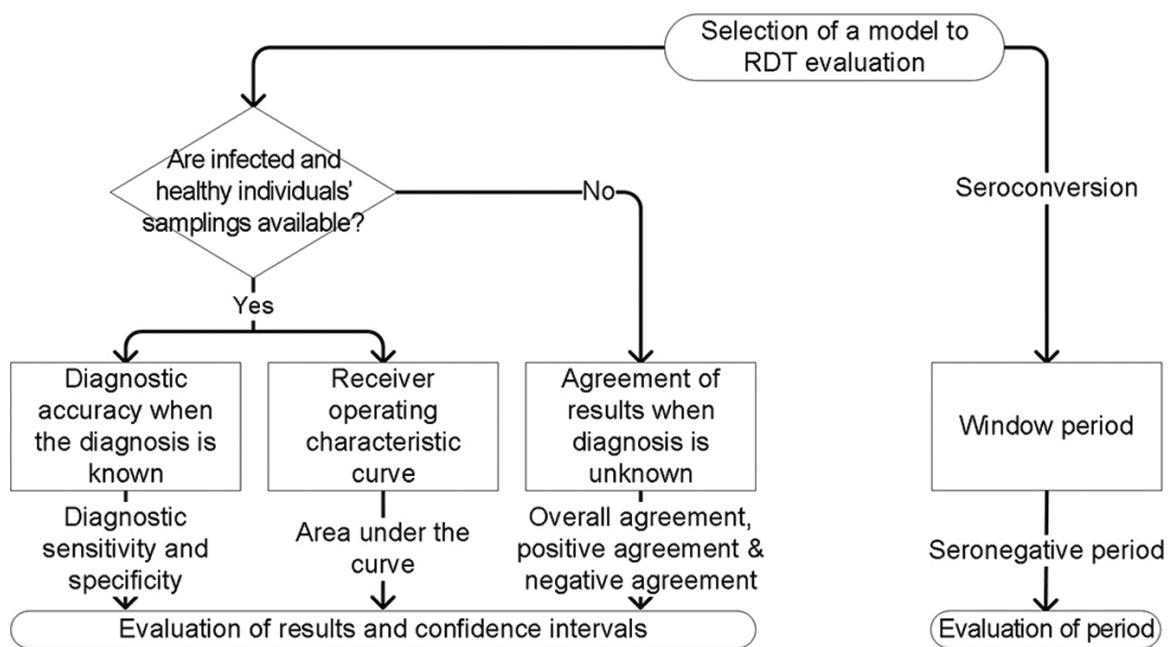 Selection of a model to
RDT evaluation
Are infected and
healthy individuals’
samplings available?
No
Seroconversion
Yes
Diagnostic
accuracy when
the diagnosis is
known
Receiver
operating
characteristic
curve
Agreement of
results when
diagnosis is
unknown
Window period
Diagnostic
sensitivity and
specificity
Area under the
curve
Overall agreement,
positive agreement &
negative agreement
Seronegative period
Evaluation of results and confidence intervals
Evaluation of period